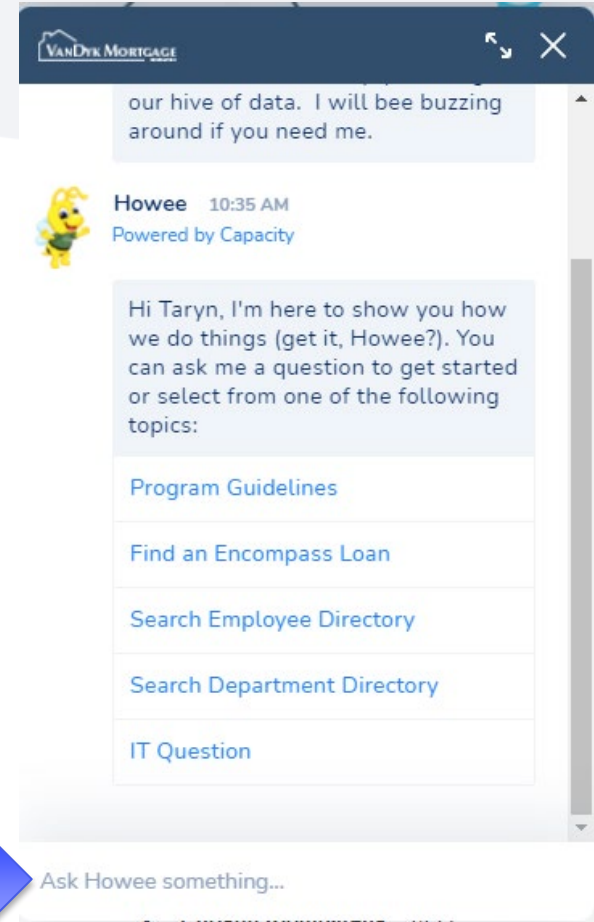 VanDyk Mortgage
our hive of data. I will bee buzzing
around if you need me.
Howee 10:35 AM
Powered by Capacity
Hi Taryn, I'm here to show you how
we do things (get it, Howee?). You
can ask me a question to get started
or select from one of the following
topics:
Program Guidelines
Find an Encompass Loan
Search Employee Directory
Search Department Directory
IT Question
Ask Howee something...